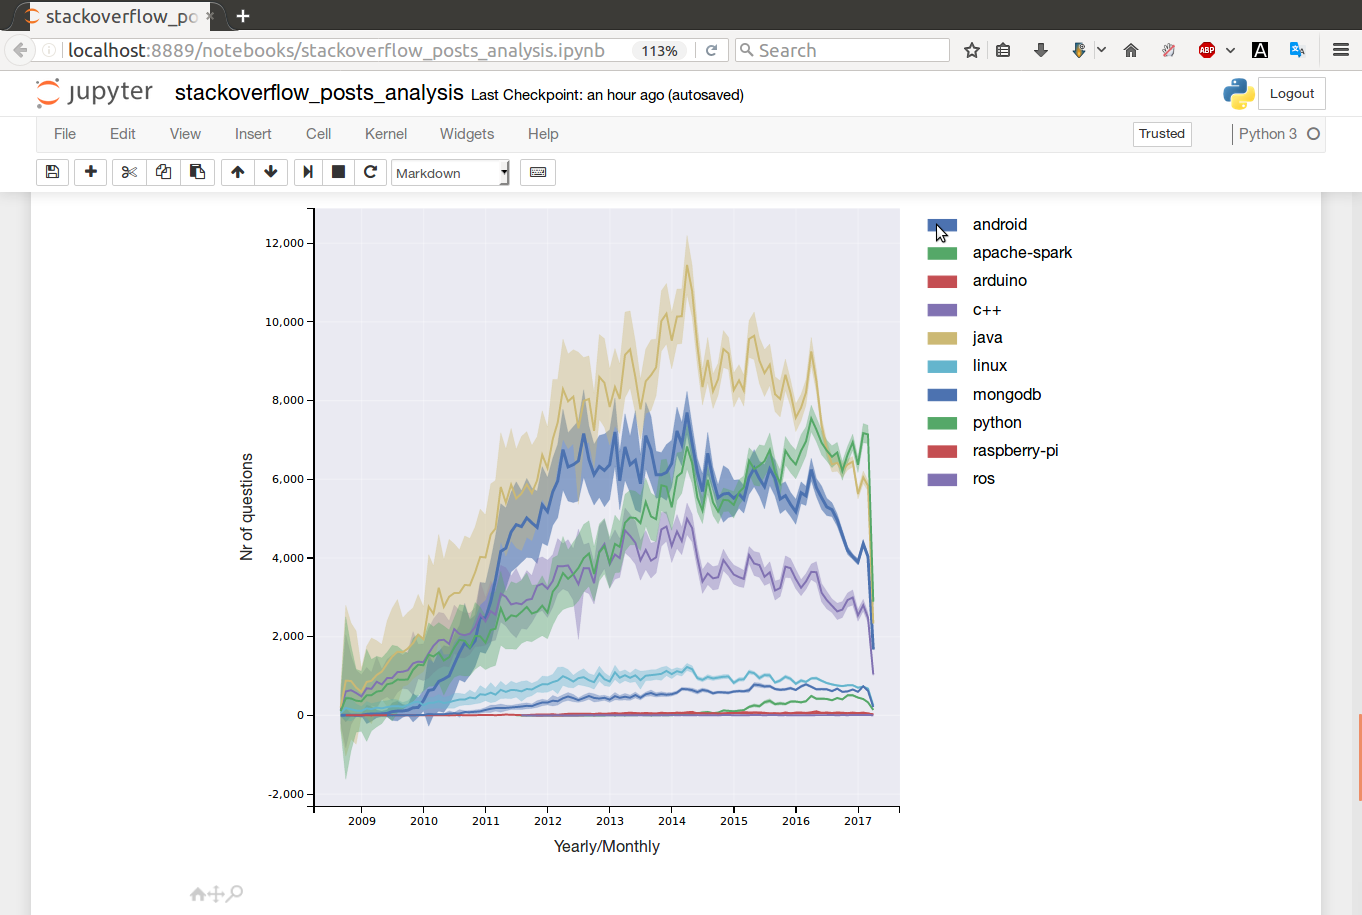 stackoverflow_po
localhost:8889/notebooks/stackoverflow_posts_analysis.ipynb 113% Search
ABP A
jupyter stackoverflow_posts_analysis Last Checkpoint: an hour ago (autosaved) Logout
File Edit View Insert Cell Kernel Widgets Help Trusted Python 3
Markdown
12,000
10,000
8,000
6,000
4,000
2,000
0
-2,000
Nr of questions
2009 2010 2011 2012 2013 2014 2015 2016 2017
Yearly/Monthly
android
apache-spark
arduino
c++
java
linux
mongodb
python
raspberry-pi
ros